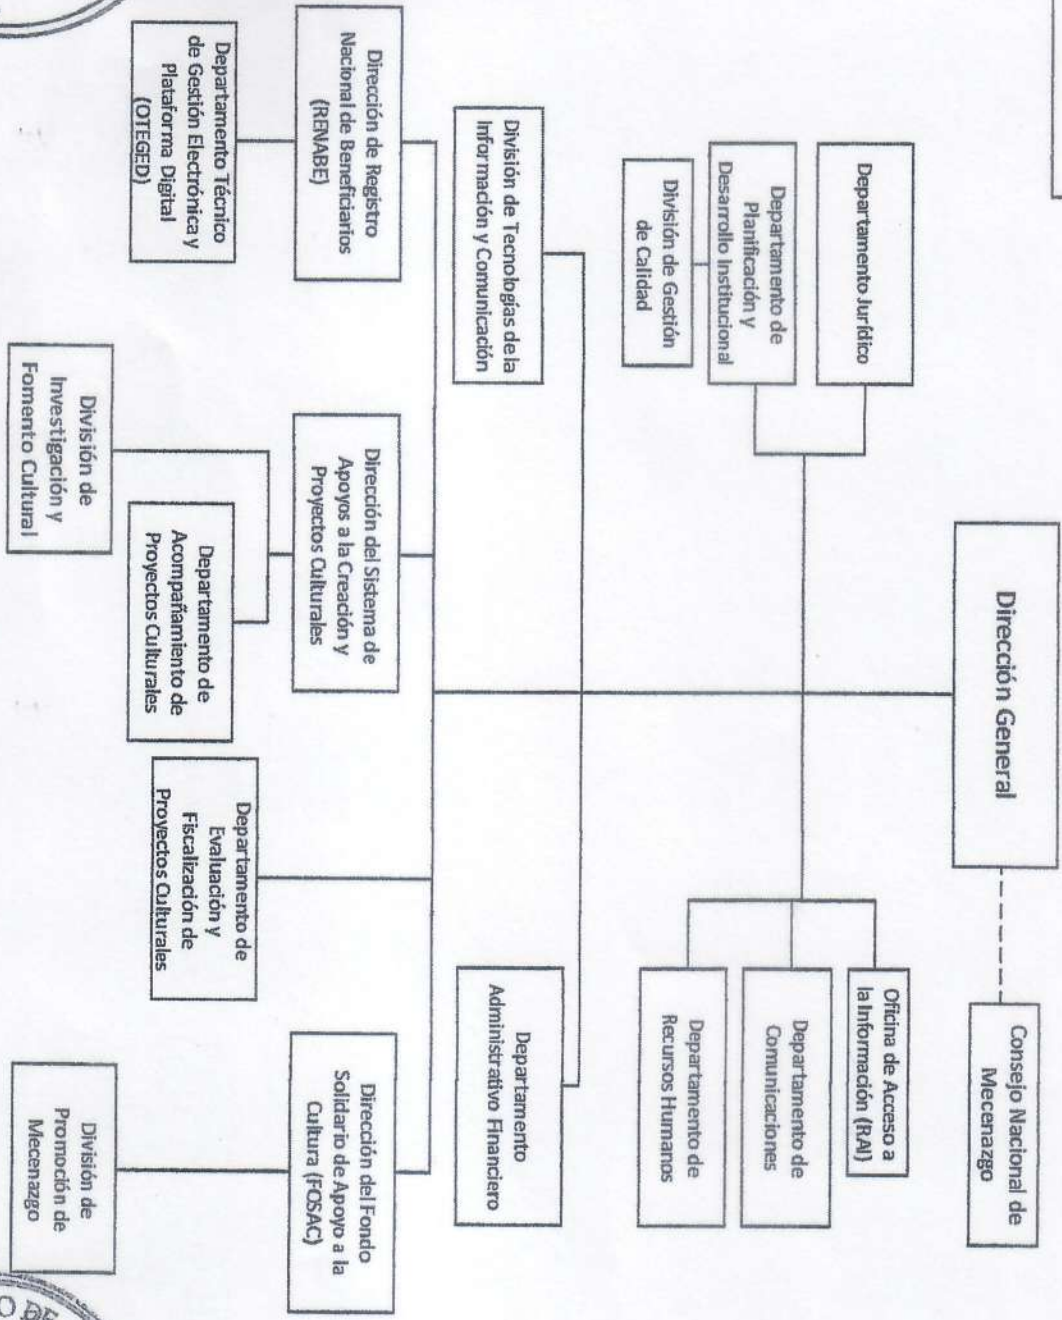 Dirección General
Consejo Nacional de
Mecenazgo
Departamento Jurídico
Departamento de
Planificación y
Desarrollo Institucional
División de Gestión
de Calidad
Oficina de Acceso a
la Información (RAI)
Departamento de
Comunicaciones
Departamento de
Recursos Humanos
División de Tecnologías de la
Información y Comunicación
Departamento
Administrativo Financiero
Dirección de Registro
Nacional de Beneficiarios
(RENABE)
Departamento Técnico
de Gestión Electrónica y
Plataforma Digital
(OTEGED)
Dirección del Sistema de
Apoyos a la Creación y
Proyectos Culturales
División de
Investigación y
Fomento Cultural
Departamento de
Acompañamiento de
Proyectos Culturales
Departamento de
Evaluación y
Fiscalización de
Proyectos Culturales
Dirección del Fondo
Solidario de Apoyo a la
Cultura (FOSAC)
División de
Promoción de
Mecenazgo